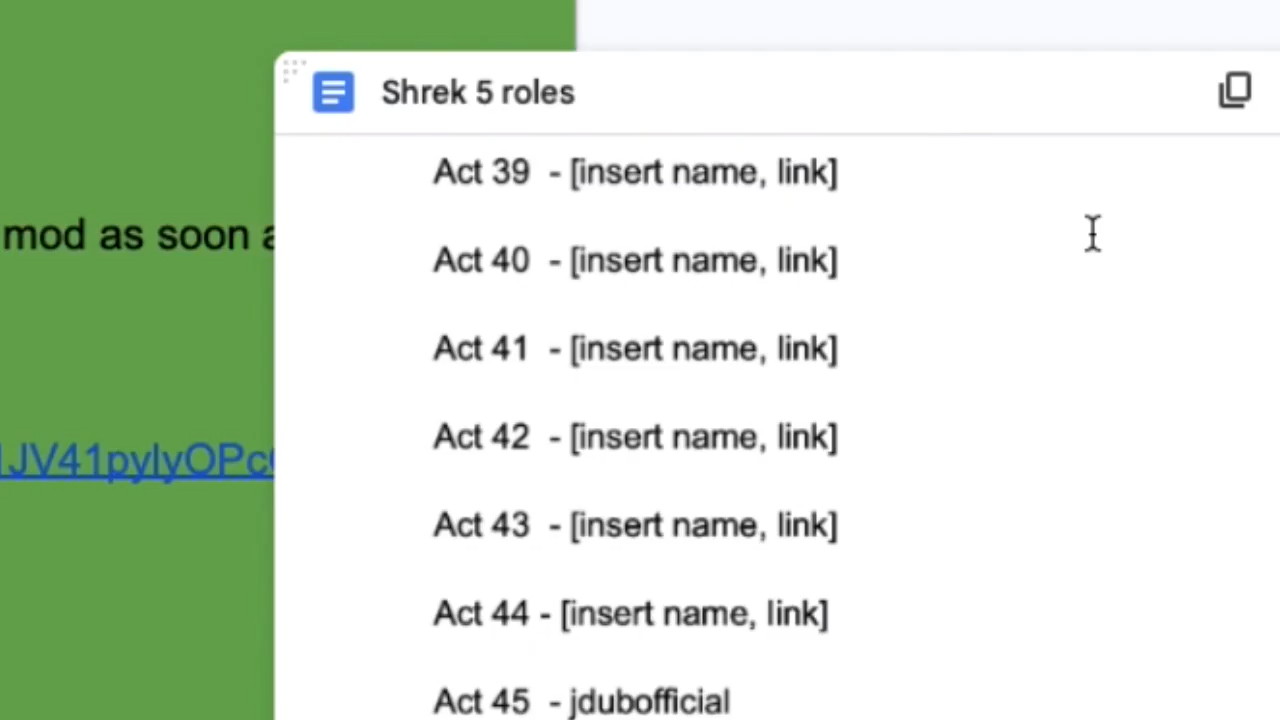 Shrek 5 roles
Act 39 - [insert name, link]
mod as soon
Act 40 - [insert name, link]
Act 41 - [insert name, link]
Act 42 - [insert name, link]
JV41pylyOPc
Act 43 - [insert name, link]
Act 44 - [insert name, link]
Act 45 - jdubofficial